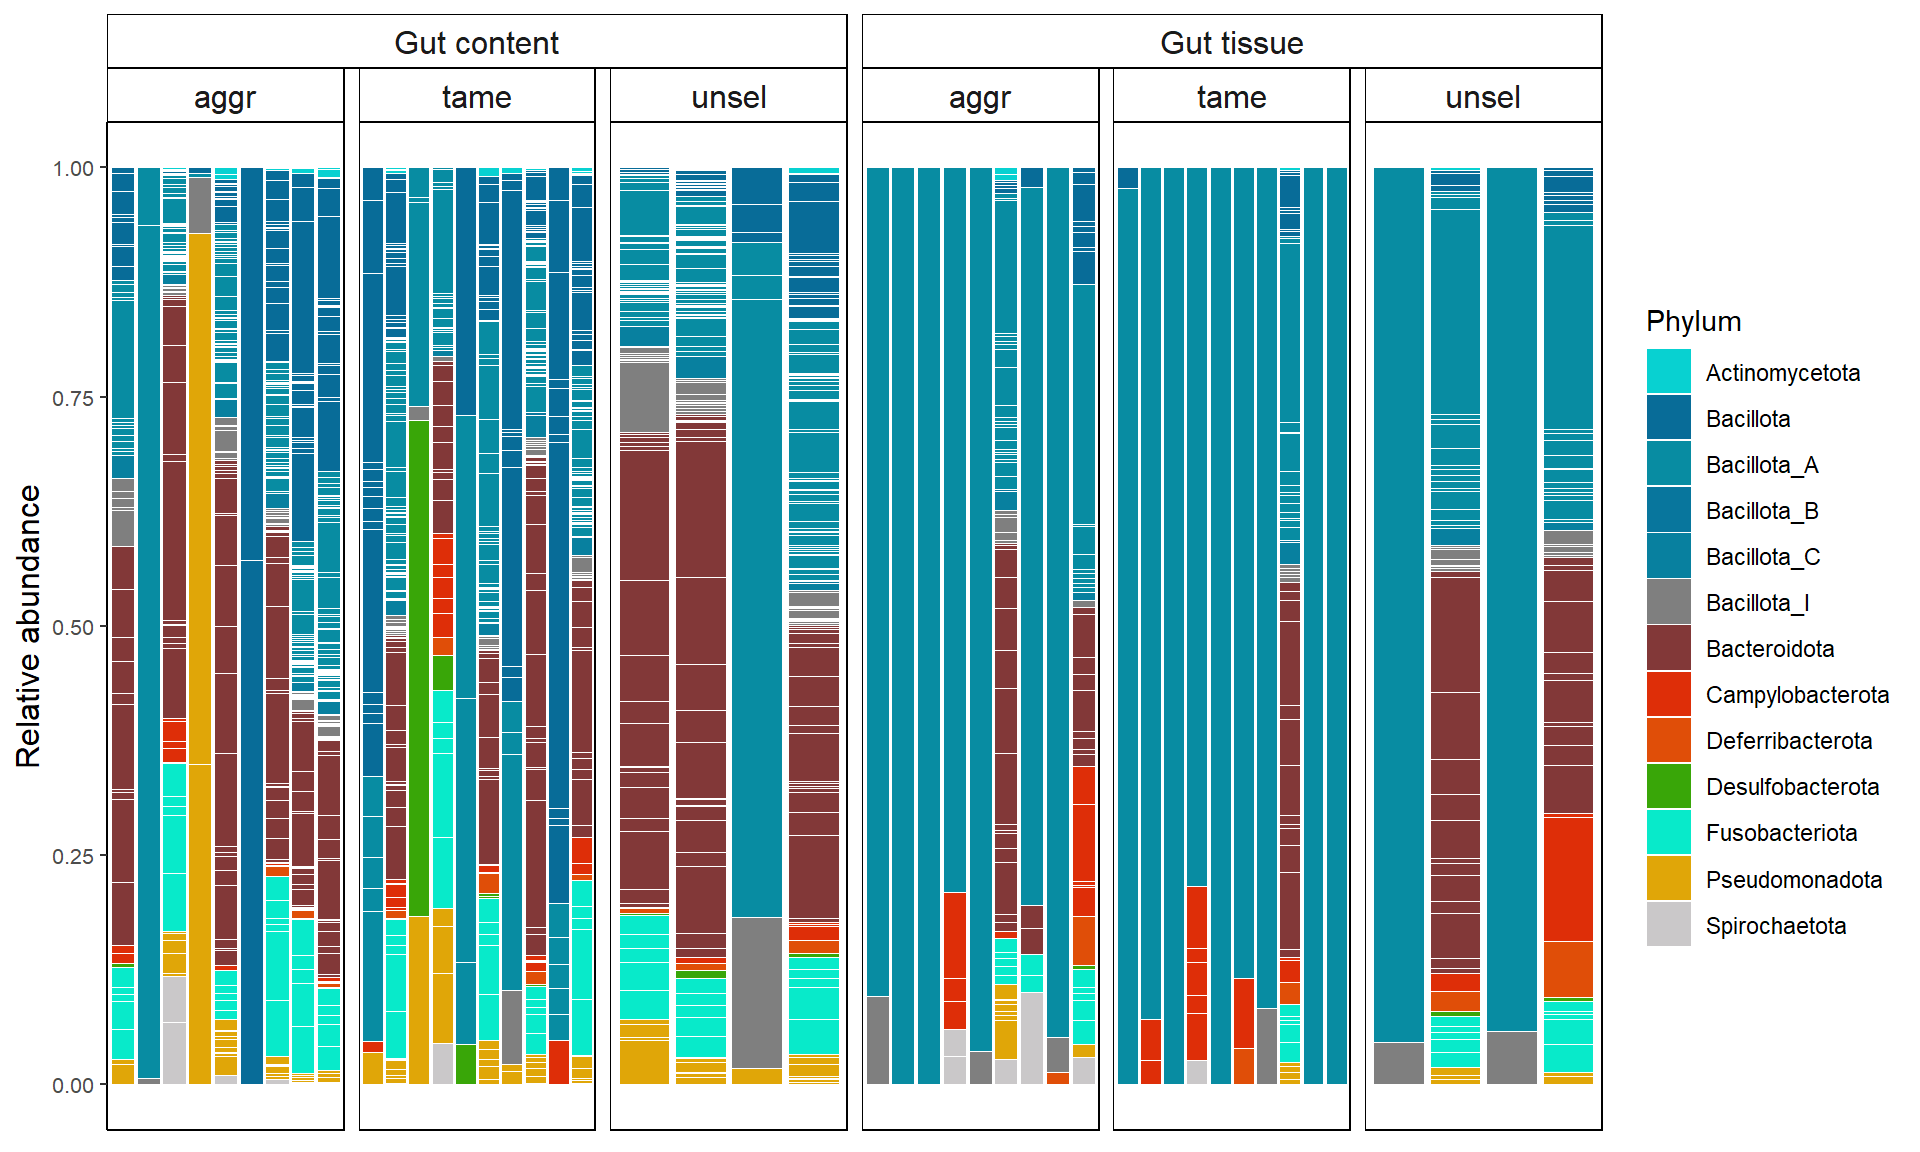 Gut content
Gut tissue
aggr
tame
unsel
aggr
tame
unsel
1.00
0.75
0.50
0.25
0.00
Relative abundance
Phylum
Actinomycetota
Bacillota
Bacillota_A
Bacillota_B
Bacillota_C
Bacillota_I
Bacteroidota
Campylobacterota
Deferribacterota
Desulfobacterota
Fusobacteriota
Pseudomonadota
Spirochaetota